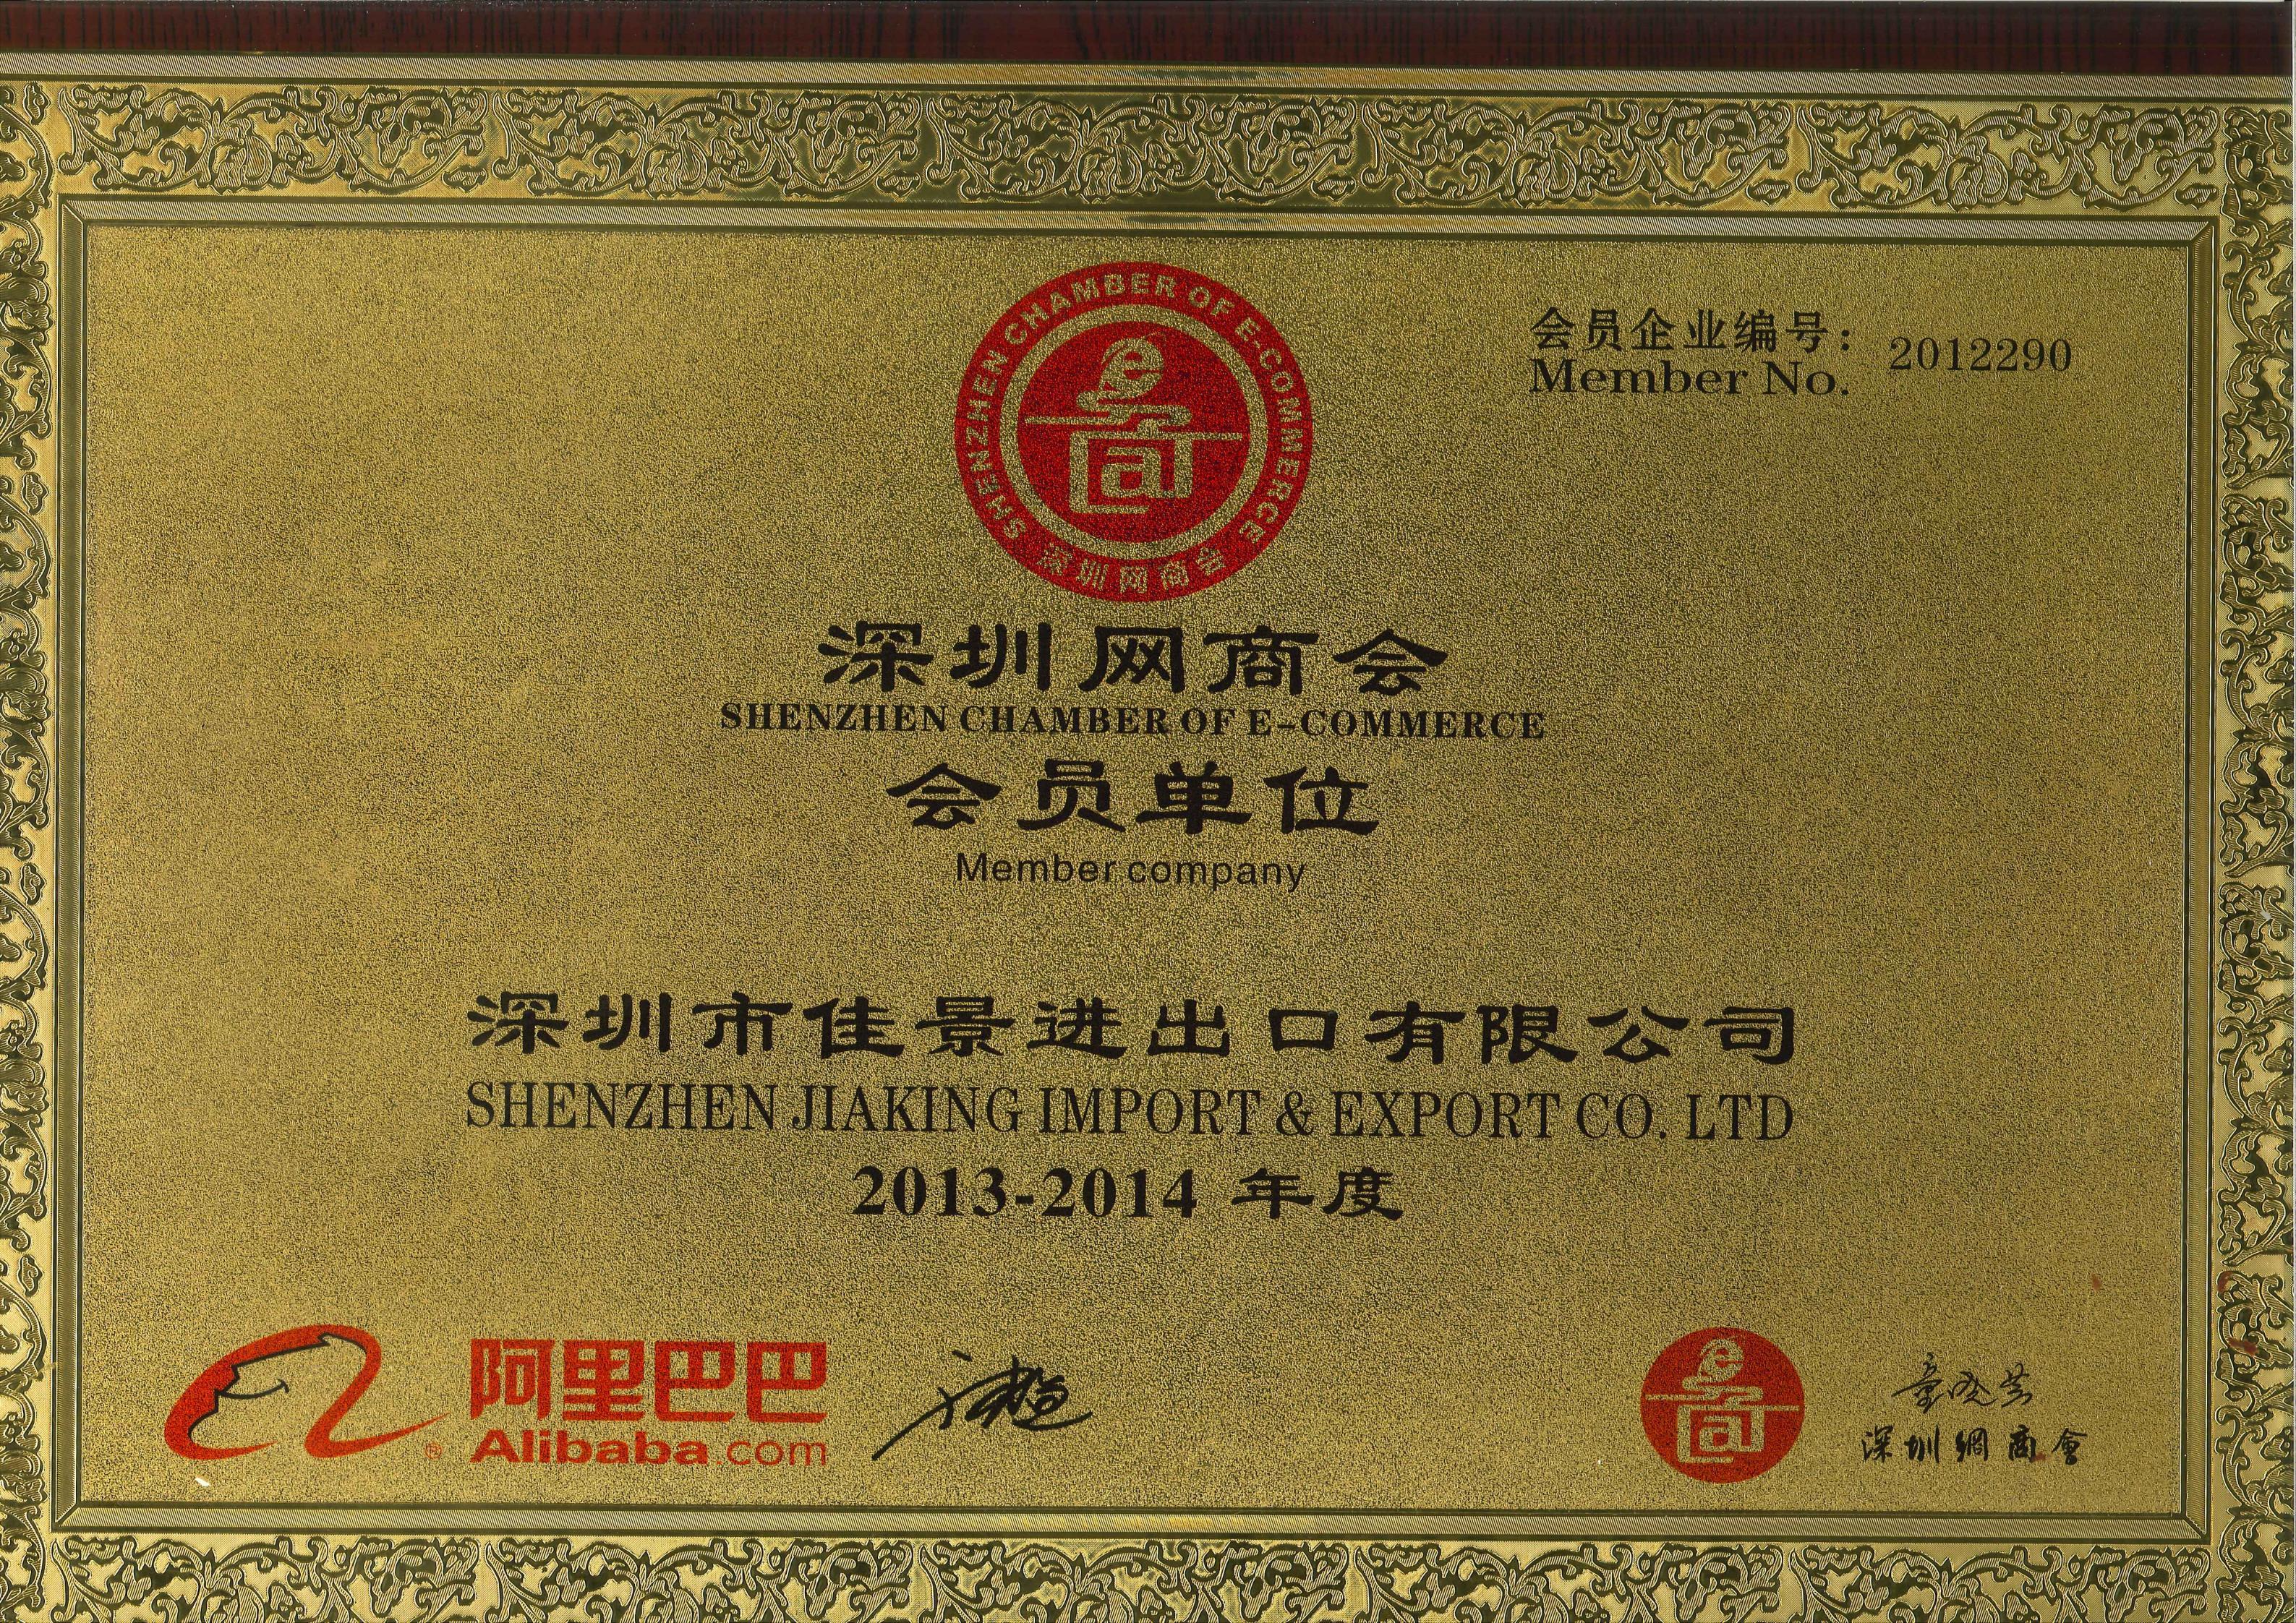 SHENZHEN CHAMBER OF E-COMMERCE
深圳网商会
会员企业编号: 2012290
Member No.
深圳网商会
SHENZHEN CHAMBER OF E-COMMERCE
会员单位
Member company
深圳市佳景进出口有限公司
SHENZHEN JIAKING IMPORT & EXPORT CO. LTD
2013-2014 年度
阿里巴巴
® Alibaba.com
深圳網商會